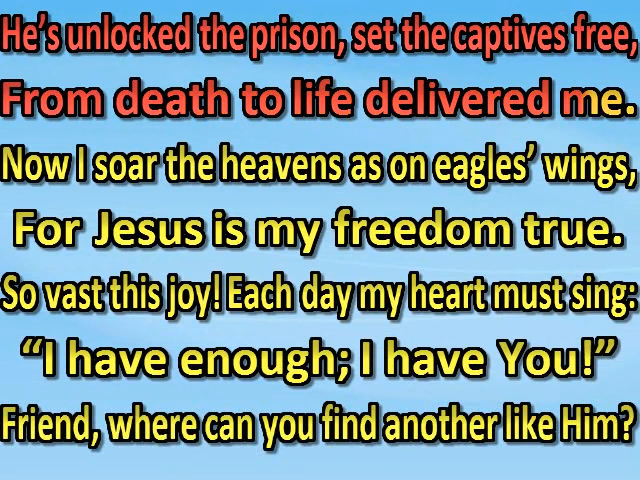 He’s unlocked the prison, set the captives free,
From death to life delivered me.
Now I soar the heavens as on eagles’ wings,
For Jesus is my freedom true.
So vast this joy! Each day my heart must sing:
“I have enough; I have You!”
Friend, where can you find another like Him?